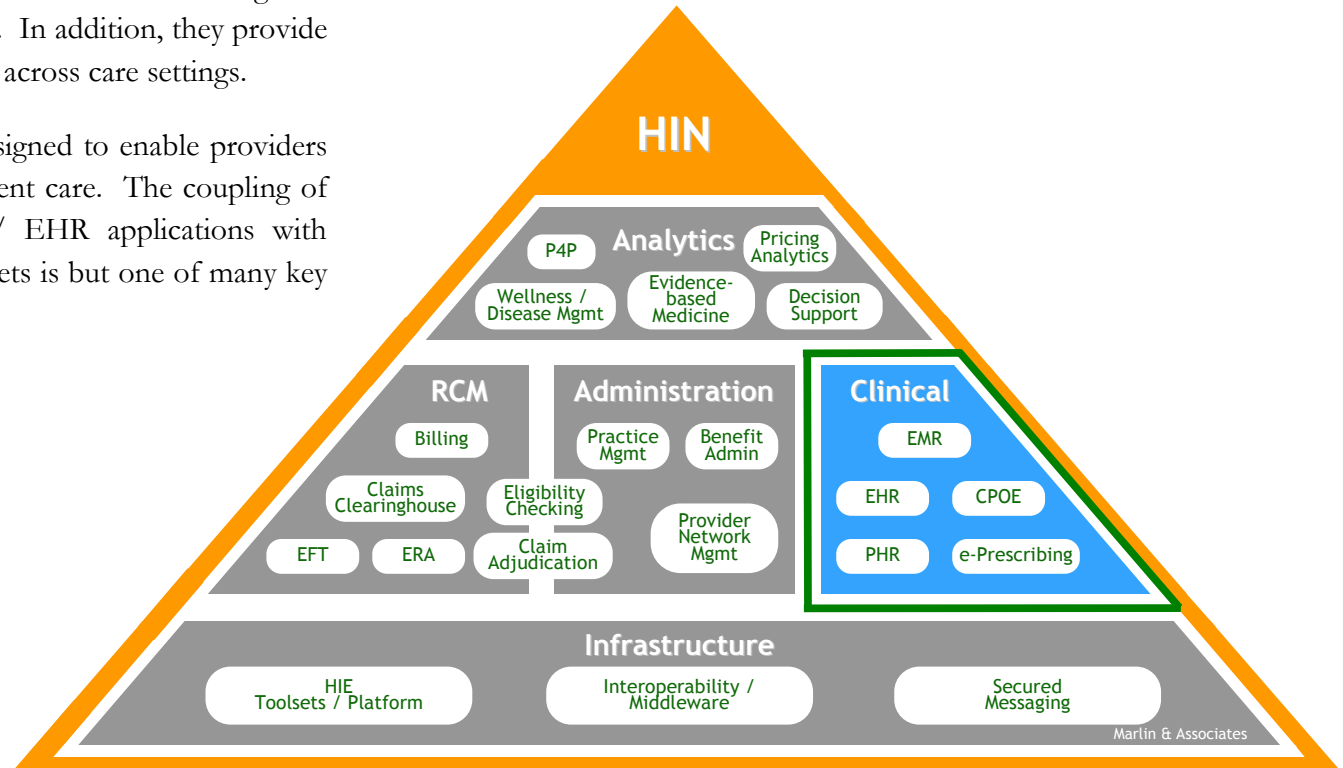 . In addition, they provide
across care settings.
signed to enable providers
ent care. The coupling of
/ EHR applications with
ets is but one of many key
HIN
Analytics
P4P
Pricing
Analytics
Wellness /
Disease Mgmt
Evidence-
based
Medicine
Decision
Support
RCM
Billing
Claims
Clearinghouse
EFT
ERA
Eligibility
Checking
Claim
Adjudication
Administration
Practice
Mgmt
Benefit
Admin
Provider
Network
Mgmt
Clinical
EMR
EHR
CPOE
PHR
e-Prescribing
Infrastructure
HIE
Toolsets / Platform
Interoperability /
Middleware
Secured
Messaging
Marlin & Associates